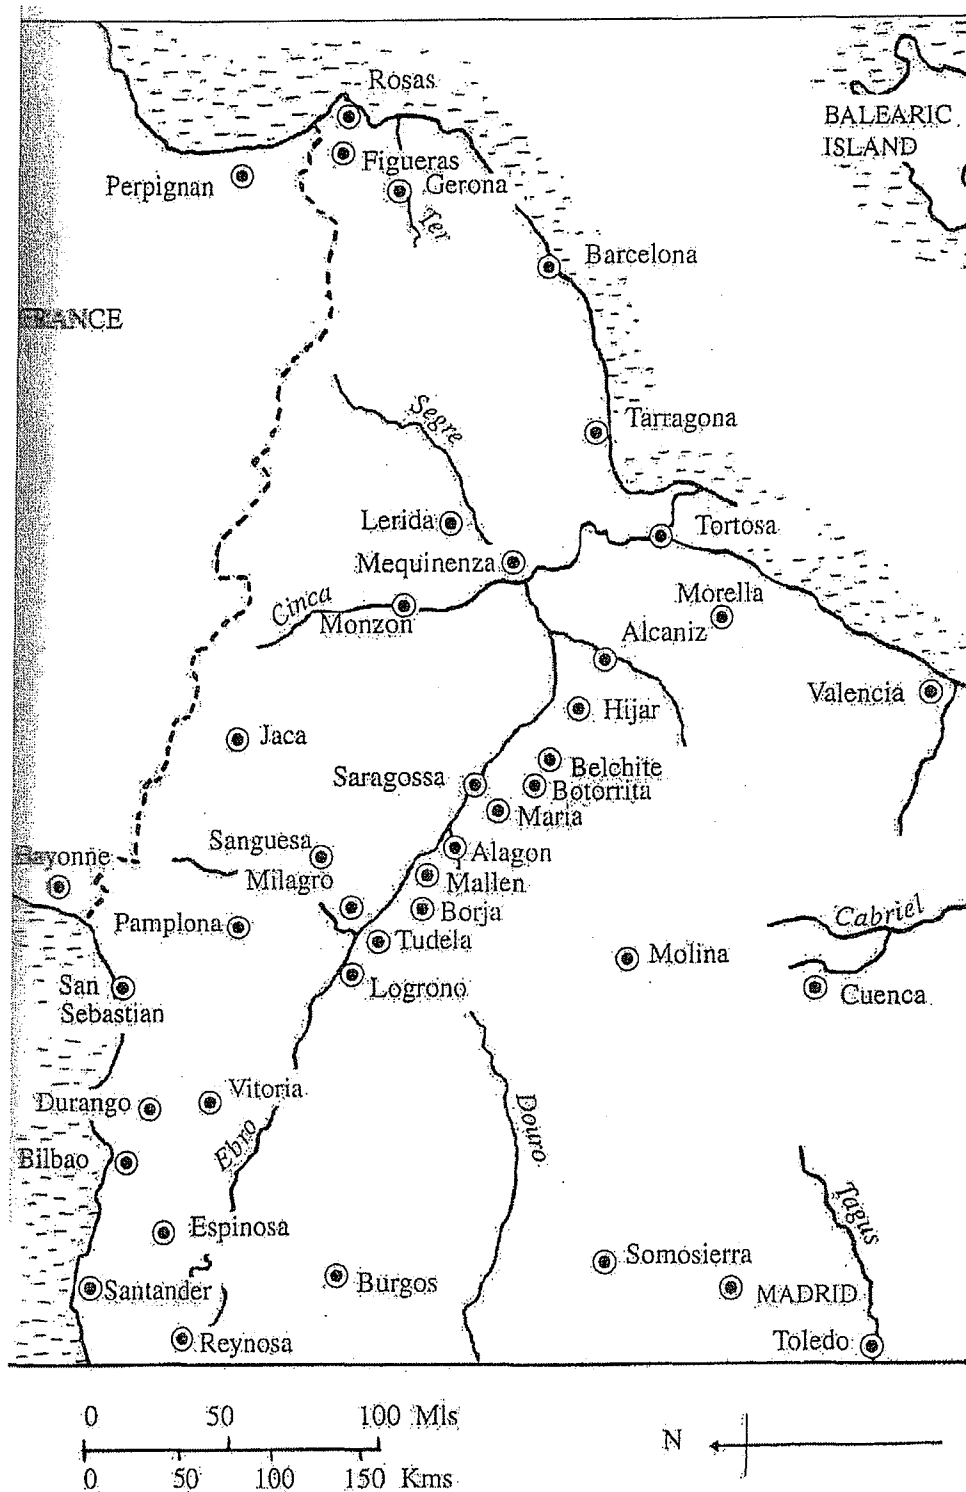 Rosas
BALEARIC
ISLAND
Figueras
Perpignan
Gerona
Ter
Barcelona
FRANCE
Segre
Tarragona
Lerida
Tortosa
Mequinenza
Cinca
Morella
Monzon
Alcaniz
Valencia
Hijar
Jaca
Belchite
Saragossa
Botorrita
Maria
Sanguesa
Alagon
Bayonne
Milagro
Mallen
Borja
Cabriel
Pamplona
Tudela
Molina
San
Sebastian
Logrono
Cuenca
Vitoria
Durango
Douro
Ebro
Bilbao
Tagus
Espinosa
Somosierra
Santander
Burgos
MADRID
Reynosa
Toledo
0 50 100 Mls
N
0 50 100 150 Kms